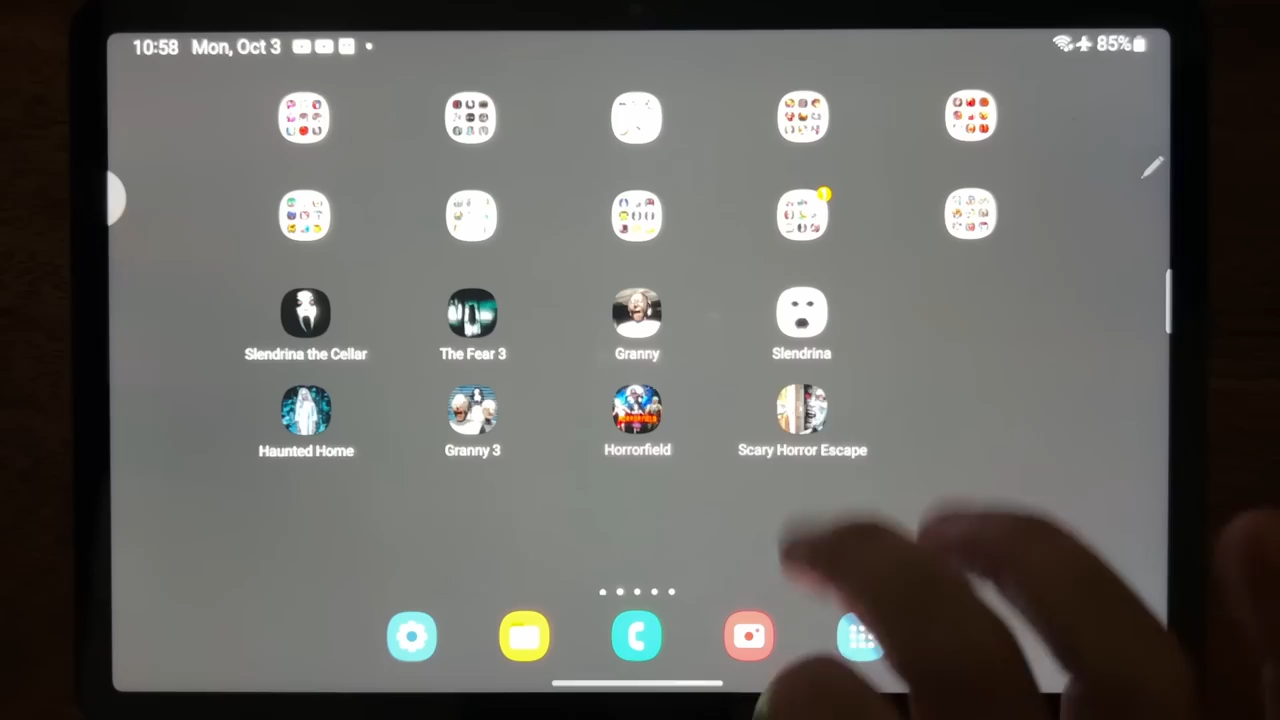 10:58 Mon, Oct 3
85%
Slendrina the Cellar
The Fear 3
Granny
Slendrina
Haunted Home
Granny 3
Horrorfield
Scary Horror Escape